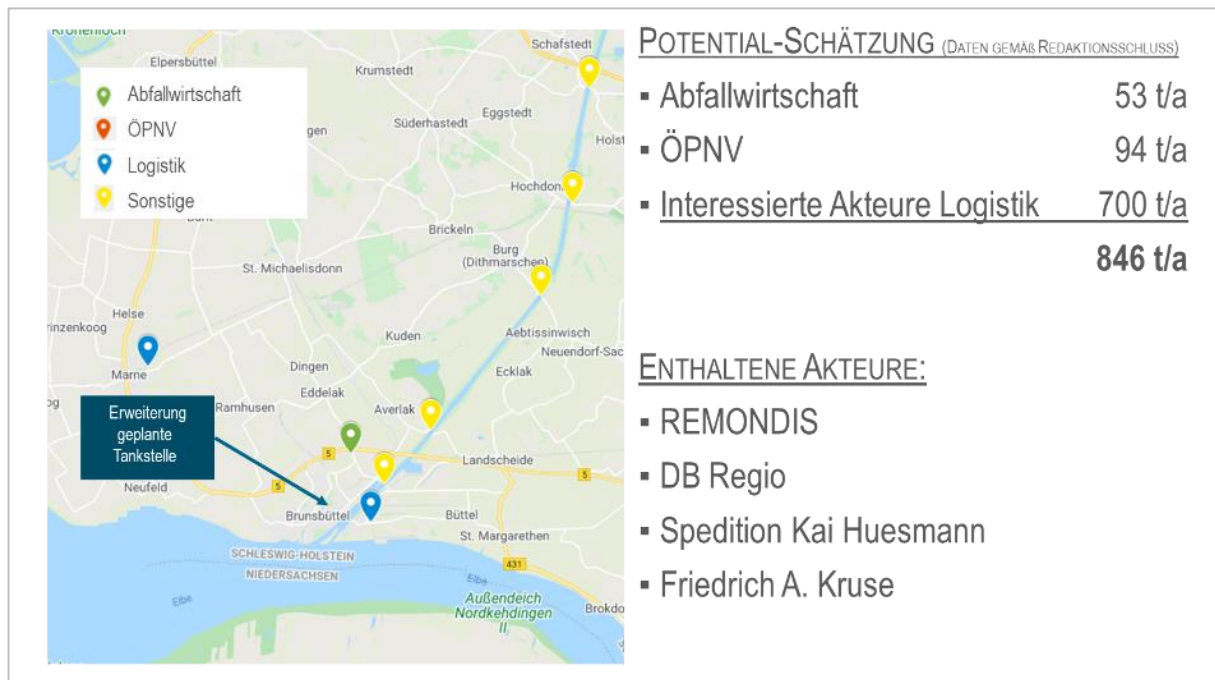 Kronenloch
Schafstedt
Elpersbüttel
Krumstedt
Abfallwirtschaft
ÖPNV
Logistik
Sonstige
Eggstedt
Süderhastedt
Hochdonn
Brickeln
Burg
(Dithmarschen)
St. Michaelisdonn
Helse
Kuden
Aebtissinwisch
Neuendorf-Sac
Marne
Dingen
Ecklak
Eddelak
Ramhusen
Averlak
Erweiterung
geplante
Tankstelle
5
Landscheide
5
5
Neufeld
Brunsbüttel
Büttel
St. Margarethen
SCHLESWIG-HOLSTEIN
NIEDERSACHSEN
431
Elbe
Elbe
Außendeich
Nordkehdingen
II
Brokdo
POTENTIAL-SCHÄTZUNG (DATEN GEMÄß REDAKTIONSSCHLUSS)
▪ Abfallwirtschaft 53 t/a
▪ ÖPNV 94 t/a
▪ Interessierte Akteure Logistik 700 t/a
846 t/a
ENTHALTENE AKTEURE:
▪ REMONDIS
▪ DB Regio
▪ Spedition Kai Huesmann
▪ Friedrich A. Kruse